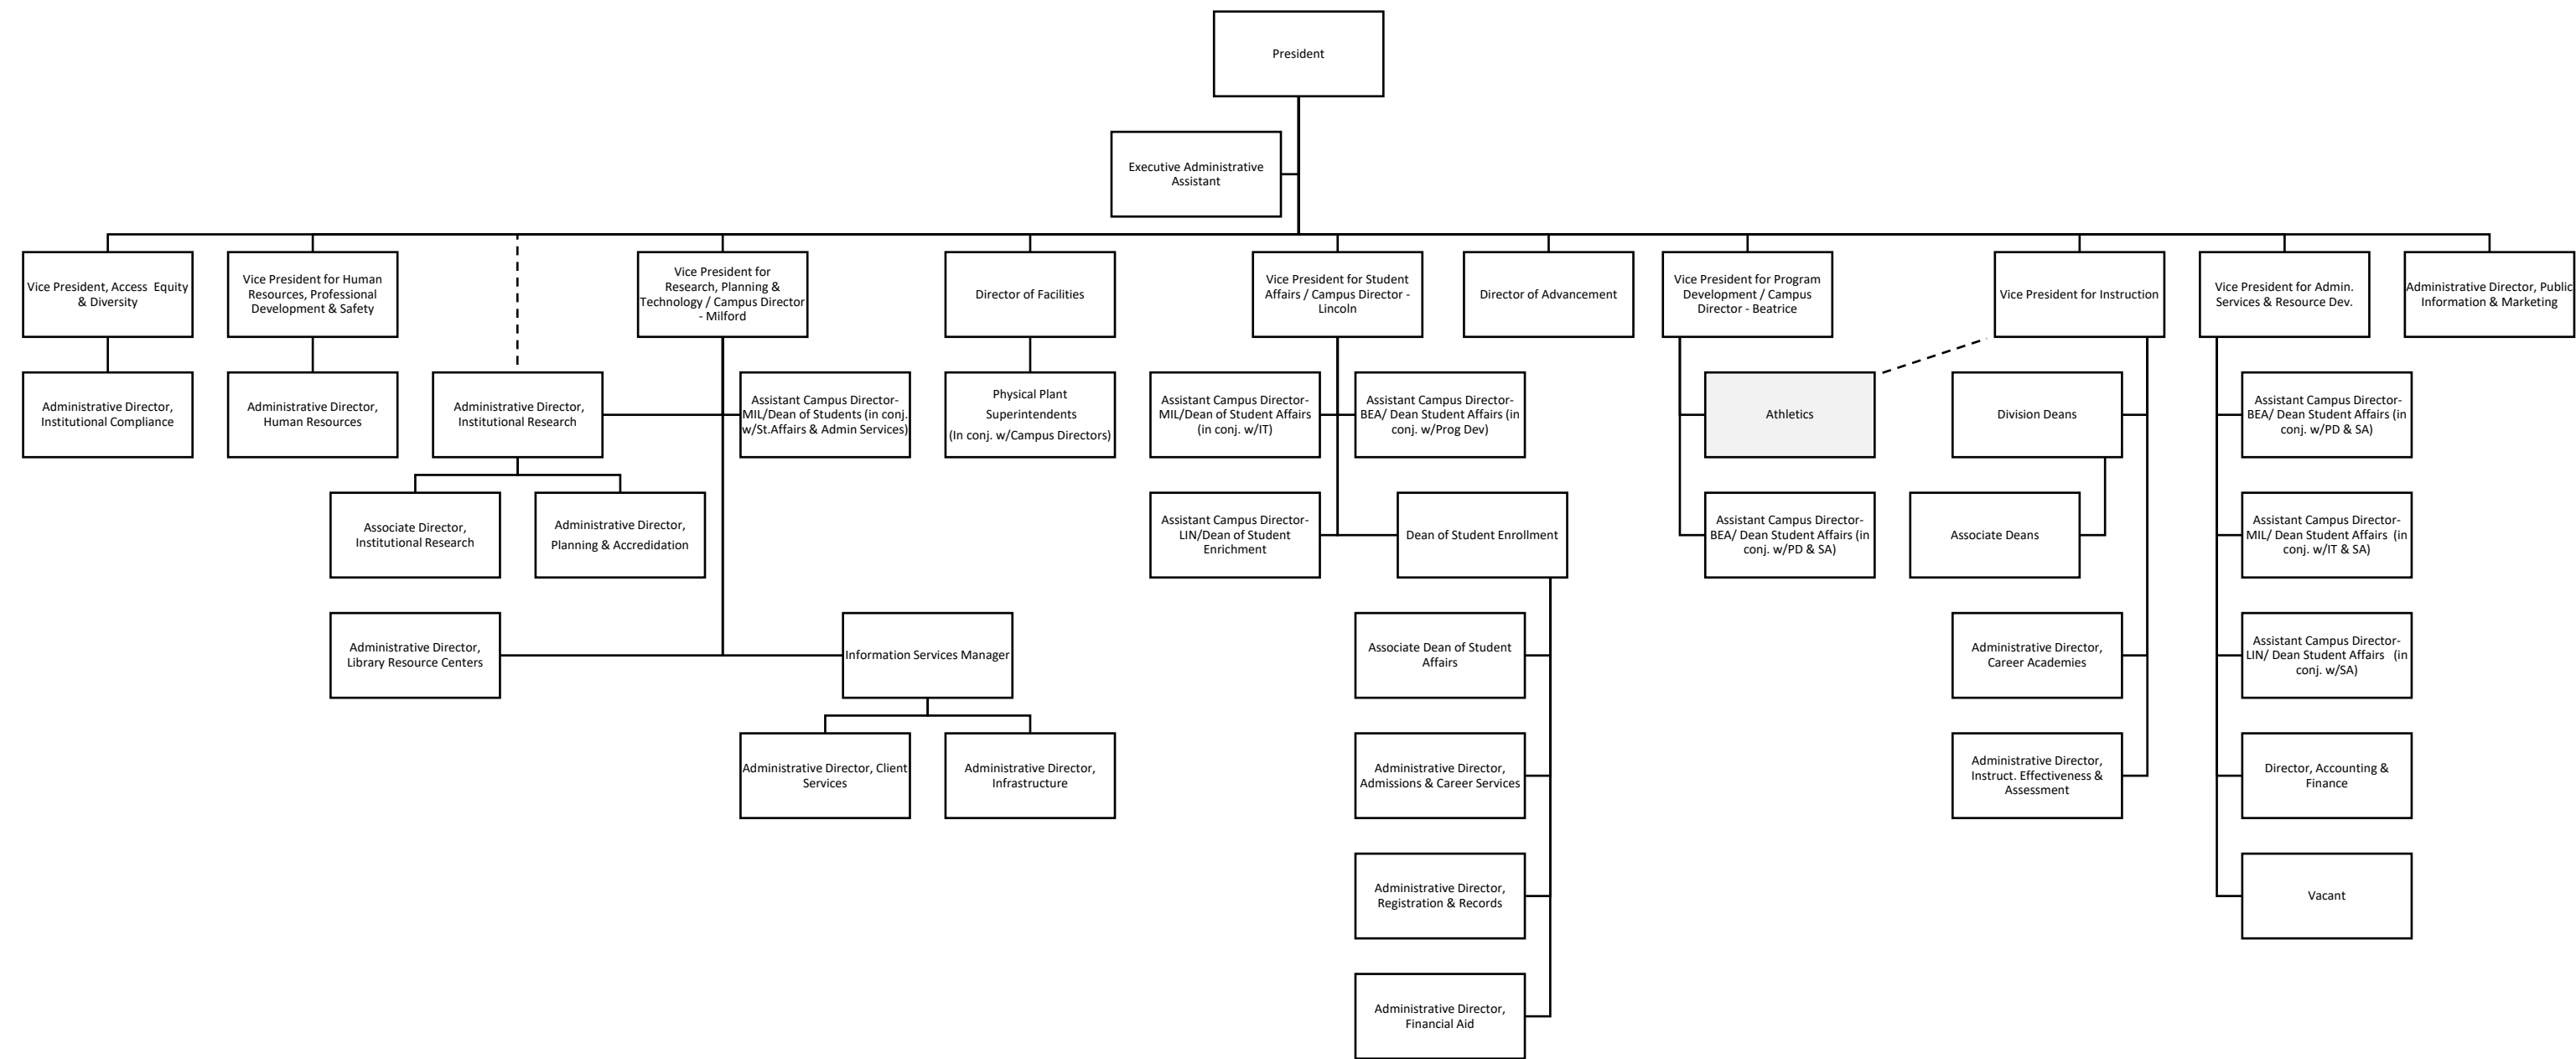 President
Executive Administrative
Assistant
Vice President, Access  Equity
& Diversity
Vice President for Human
Resources, Professional
Development & Safety
Vice President for
Research, Planning &
Technology / Campus Director
- Milford
Director of Facilities
Vice President for Student
Affairs / Campus Director -
Lincoln
Director of Advancement
Vice President for Program
Development / Campus
Director - Beatrice
Vice President for Instruction
Vice President for Admin.
Services & Resource Dev.
Administrative Director, Public
Information & Marketing
Administrative Director,
Institutional Compliance
Administrative Director,
Human Resources
Administrative Director,
Institutional Research
Assistant Campus Director-
MIL/Dean of Students (in conj.
w/St.Affairs & Admin Services)
Physical Plant
Superintendents
(In conj. w/Campus Directors)
Assistant Campus Director-
MIL/Dean of Student Affairs
(in conj. w/IT)
Assistant Campus Director-
BEA/ Dean Student Affairs (in
conj. w/Prog Dev)
Athletics
Division Deans
Assistant Campus Director-
BEA/ Dean Student Affairs (in
conj. w/PD & SA)
Associate Director,
Institutional Research
Administrative Director,
Planning & Accredidation
Assistant Campus Director-
LIN/Dean of Student
Enrichment
Dean of Student Enrollment
Assistant Campus Director-
BEA/ Dean Student Affairs (in
conj. w/PD & SA)
Associate Deans
Assistant Campus Director-
MIL/ Dean Student Affairs  (in
conj. w/IT & SA)
Administrative Director,
Library Resource Centers
Information Services Manager
Associate Dean of Student
Affairs
Administrative Director,
Career Academies
Assistant Campus Director-
LIN/ Dean Student Affairs   (in
conj. w/SA)
Administrative Director, Client
Services
Administrative Director,
Infrastructure
Administrative Director,
Admissions & Career Services
Administrative Director,
Instruct. Effectiveness &
Assessment
Director, Accounting &
Finance
Administrative Director,
Registration & Records
Vacant
Administrative Director,
Financial Aid